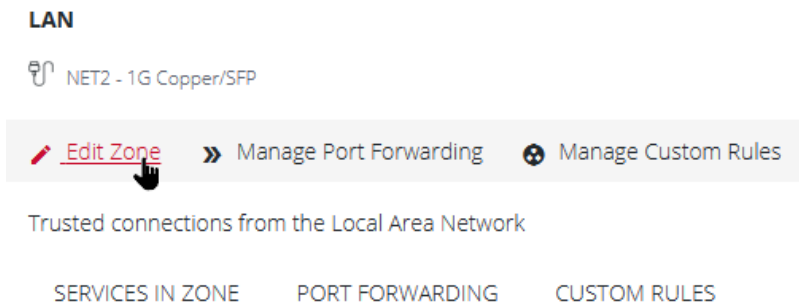 LAN
NET2 - 1G Copper/SFP
Edit Zone Manage Port Forwarding Manage Custom Rules
Trusted connections from the Local Area Network
SERVICES IN ZONE PORT FORWARDING CUSTOM RULES